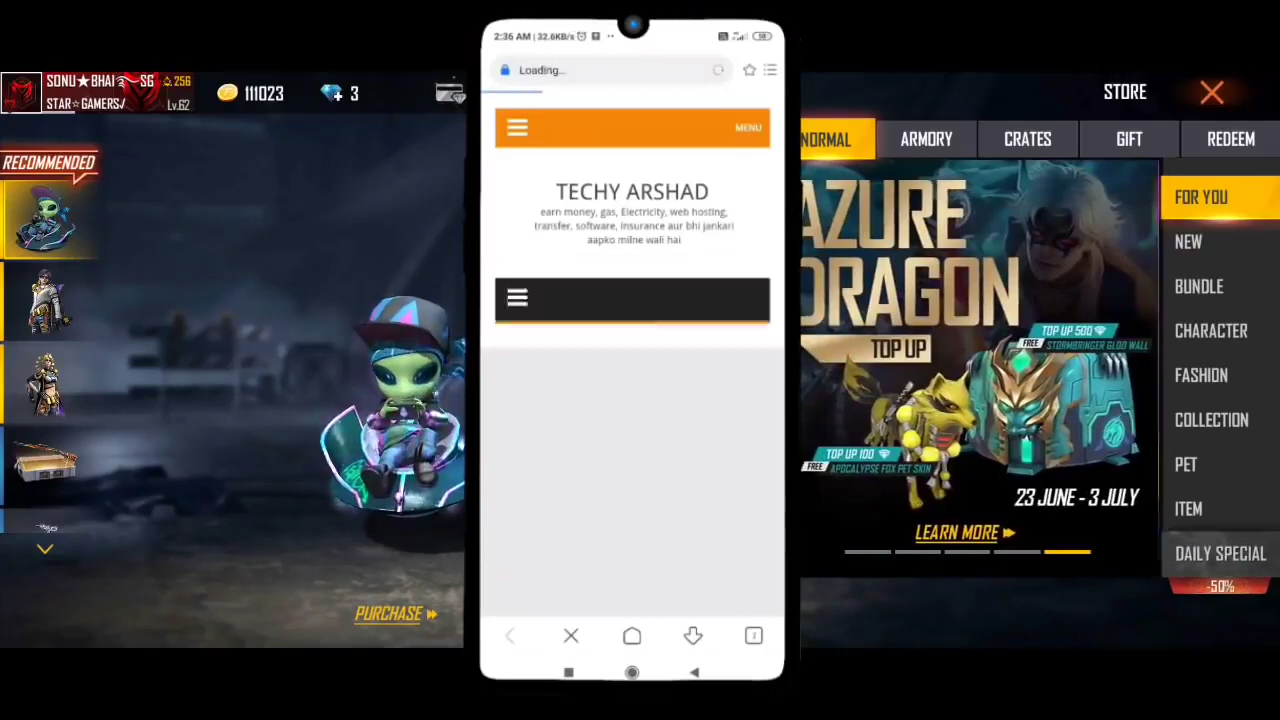 SONU★BHAI SG
256
STAR☆GAMERS✓
Lv.62
111023
3
RECOMMENDED
PURCHASE
2:36 AM | 32.6KB/s
58
Loading...
MENU
TECHY ARSHAD
earn money, gas, Electricity, web hosting,
transfer, software, insurance aur bhi jankari
aapko milne wali hai
1
STORE
NORMAL
ARMORY
CRATES
GIFT
REDEEM
AZURE
DRAGON
TOP UP
TOP UP 500
FREE STORMBRINGER GLOO WALL
TOP UP 100
FREE APOCALYPSE FOX PET SKIN
23 JUNE - 3 JULY
LEARN MORE
FOR YOU
NEW
BUNDLE
CHARACTER
FASHION
COLLECTION
PET
ITEM
DAILY SPECIAL
-50%